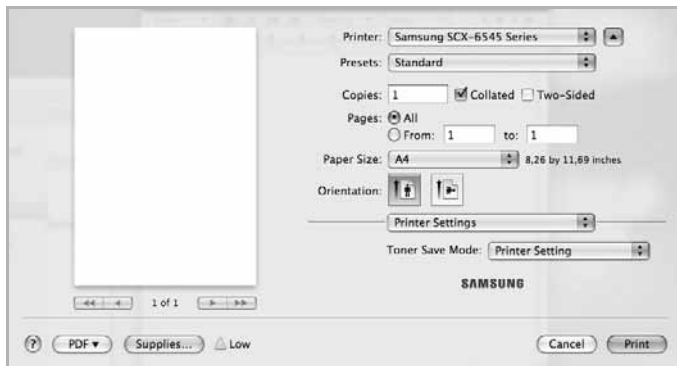 Printer: Samsung SCX-6545 Series
Presets: Standard
Copies: 1 Collated Two-Sided
Pages: All
From: 1 to: 1
Paper Size: A4 8,26 by 11,69 inches
Orientation:
Printer Settings
Toner Save Mode: Printer Setting
SAMSUNG
1 of 1
? PDF Supplies... Low Cancel Print